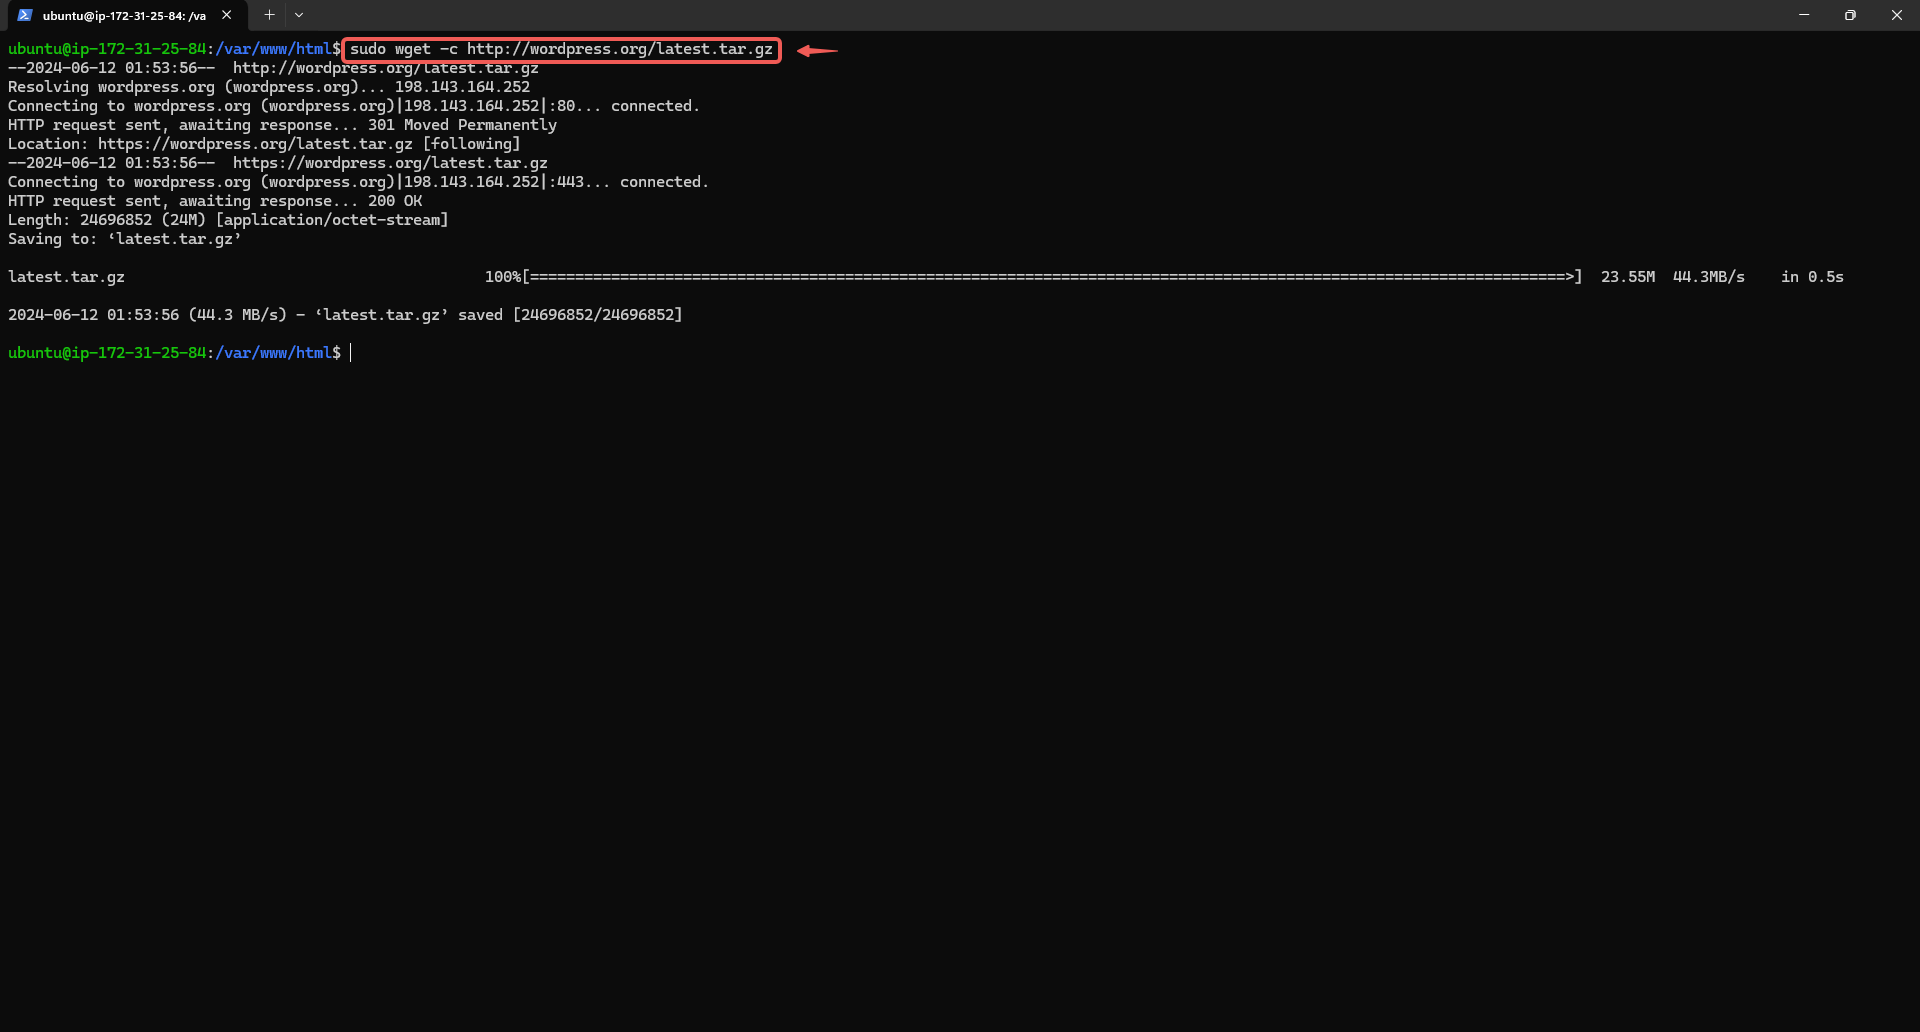 ubuntu@ip-172-31-25-84: /va
ubuntu@ip-172-31-25-84:/var/www/html$ sudo wget -c http://wordpress.org/latest.tar.gz
--2024-06-12 01:53:56--  http://wordpress.org/latest.tar.gz
Resolving wordpress.org (wordpress.org)... 198.143.164.252
Connecting to wordpress.org (wordpress.org)|198.143.164.252|:80... connected.
HTTP request sent, awaiting response... 301 Moved Permanently
Location: https://wordpress.org/latest.tar.gz [following]
--2024-06-12 01:53:56--  https://wordpress.org/latest.tar.gz
Connecting to wordpress.org (wordpress.org)|198.143.164.252|:443... connected.
HTTP request sent, awaiting response... 200 OK
Length: 24696852 (24M) [application/octet-stream]
Saving to: ‘latest.tar.gz’
latest.tar.gz 100%[===================================================================================================================>] 23.55M 44.3MB/s in 0.5s
2024-06-12 01:53:56 (44.3 MB/s) - ‘latest.tar.gz’ saved [24696852/24696852]
ubuntu@ip-172-31-25-84:/var/www/html$